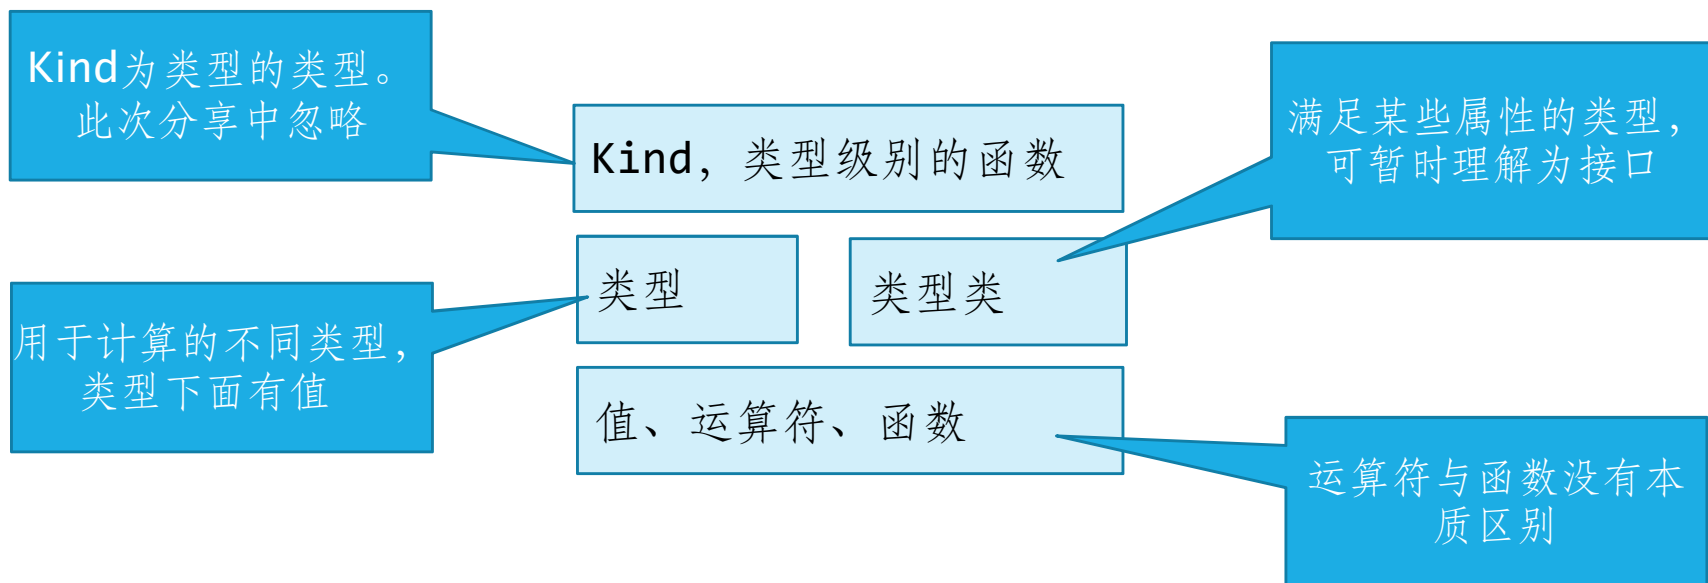 Kind为类型的类型。
此次分享中忽略
Kind，类型级别的函数
满足某些属性的类型，
可暂时理解为接口
类型
类型类
用于计算的不同类型，
类型下面有值
值、运算符、函数
运算符与函数没有本
质区别